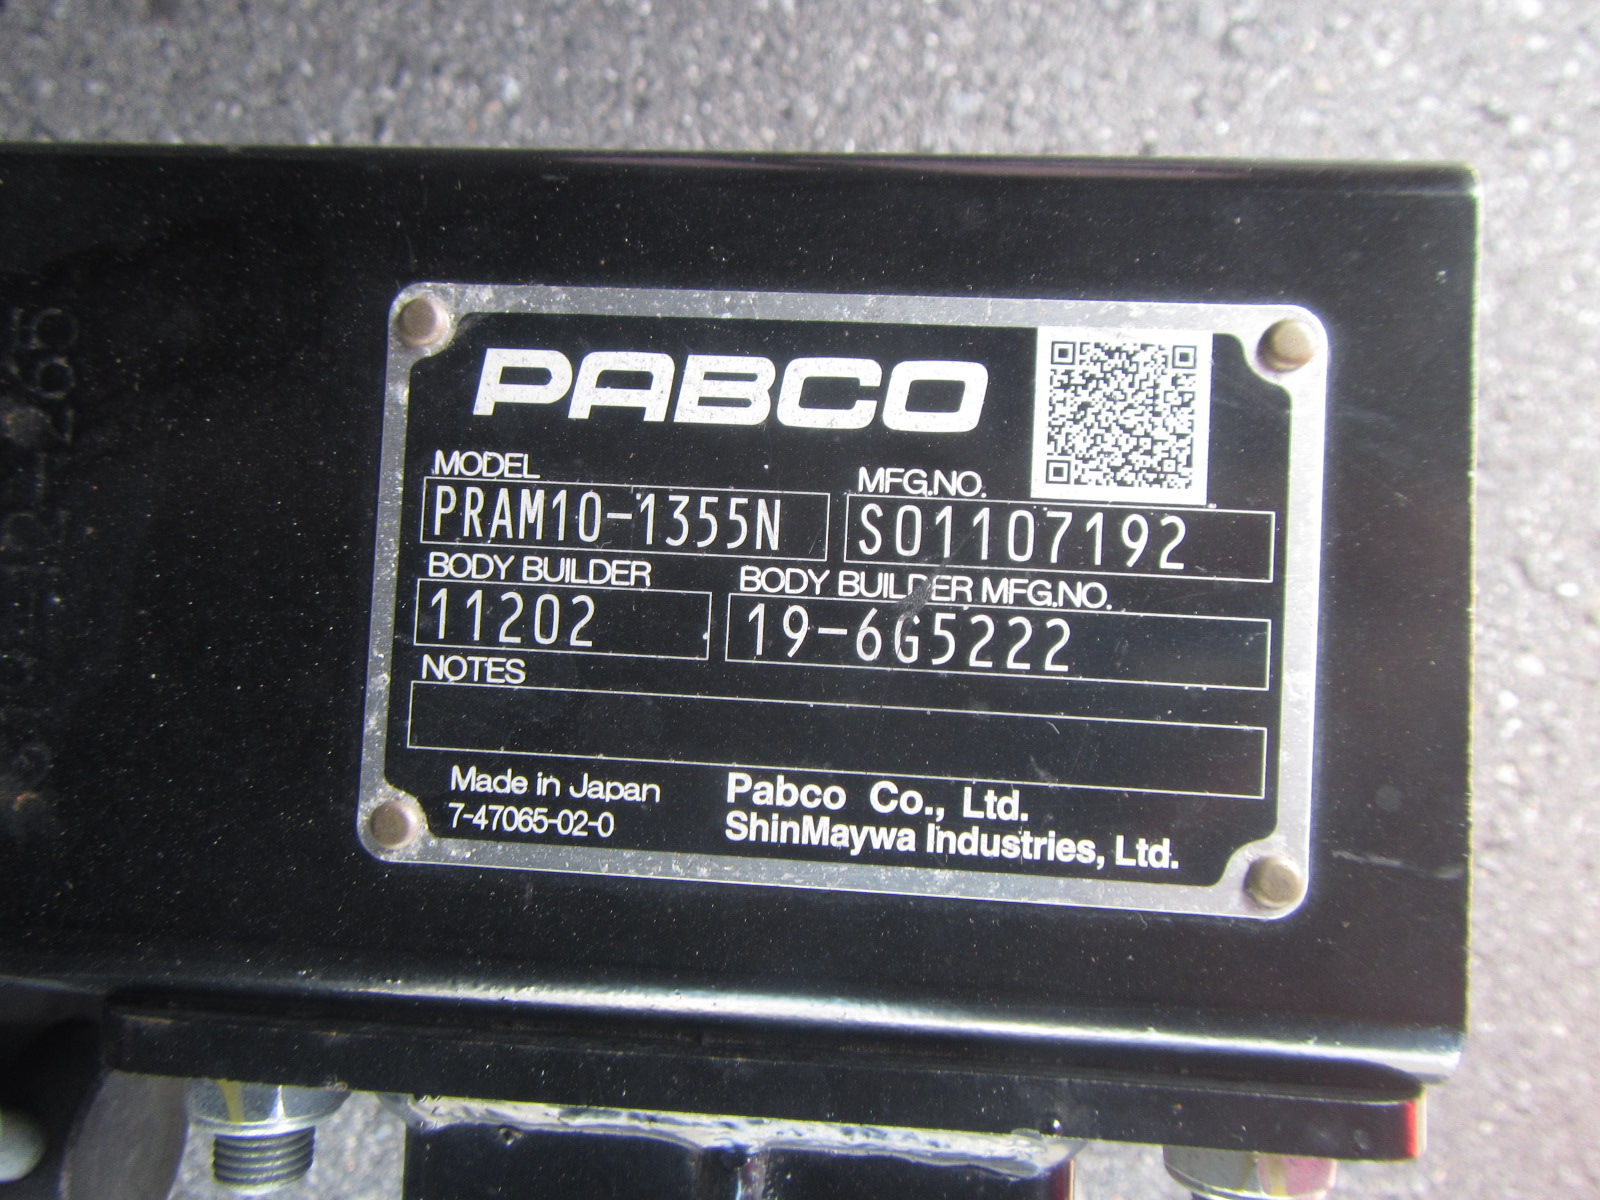 PABCO
MODEL
MFG.NO.
PRAM10-1355N
S01107192
BODY BUILDER
BODY BUILDER MFG.NO.
11202
19-6G5222
NOTES
Made in Japan
7-47065-02-0
Pabco Co., Ltd.
ShinMaywa Industries, Ltd.